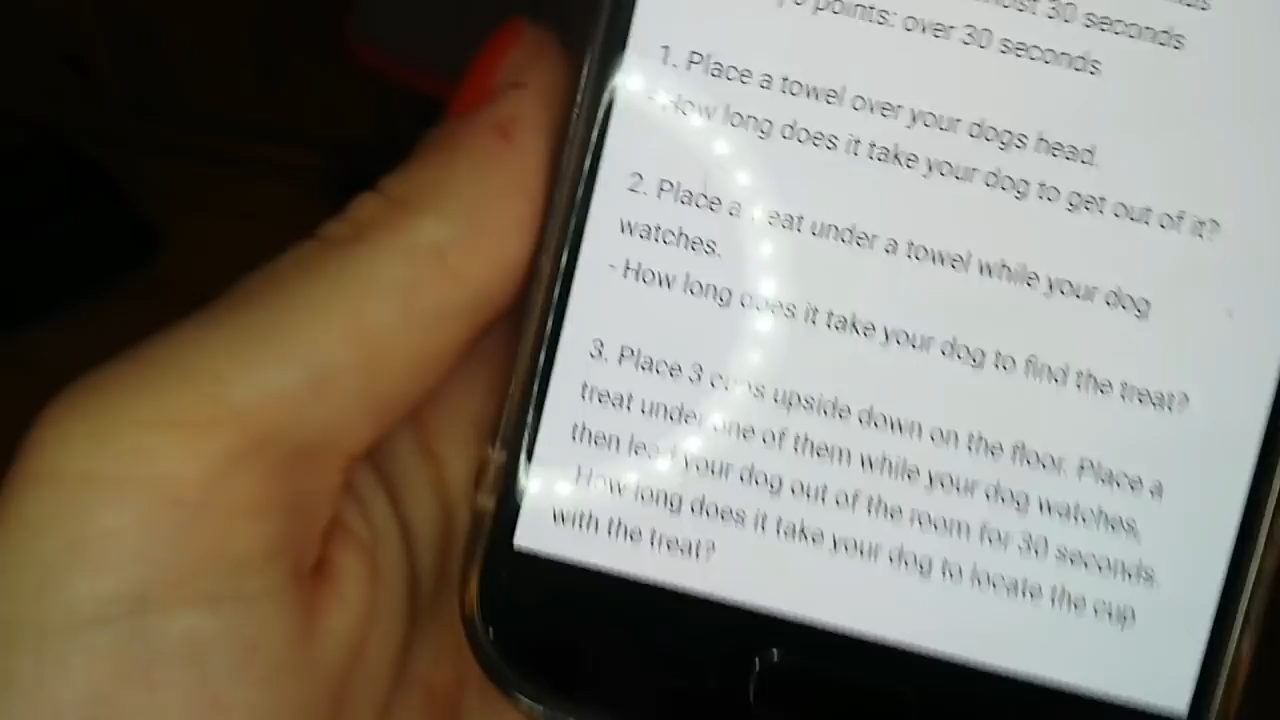 30 seconds
points: over 30 seconds
1. Place a towel over your dogs head.
- How long does it take your dog to get out of it?
2. Place a eat under a towel while your dog
watches.
- How long does it take your dog to find the treat?
3. Place 3 cups upside down on the floor. Place a
treat under one of them while your dog watches,
then lead your dog out of the room for 30 seconds.
How long does it take your dog to locate the cup
with the treat?